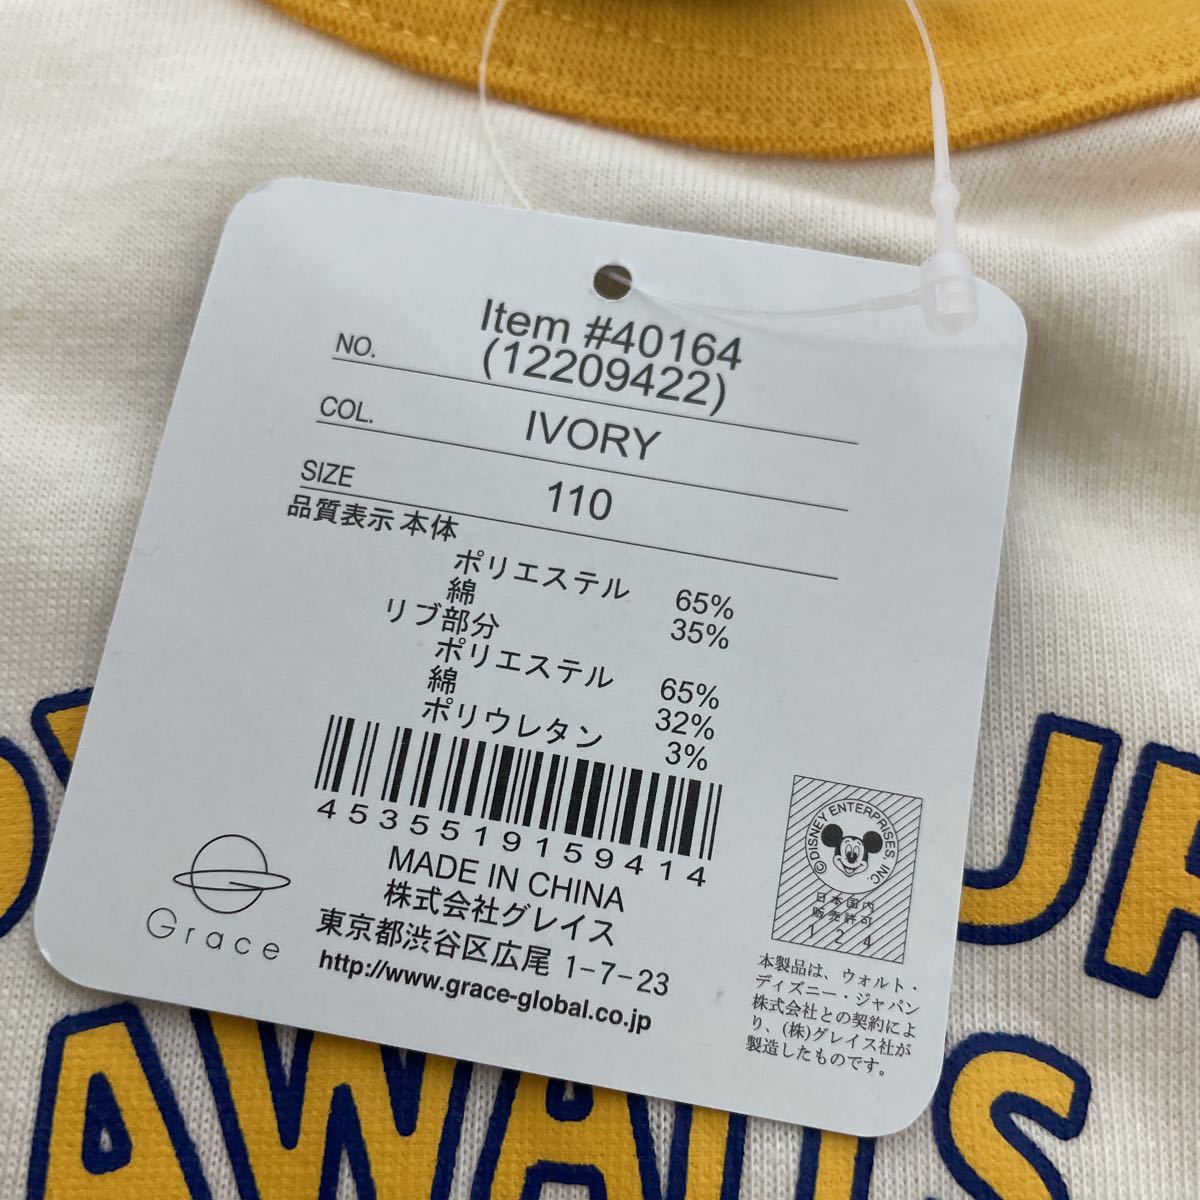 Item #40164
NO. (12209422)
COL. IVORY
SIZE 110
品質表示 本体
ポリエステル 65%
綿 35%
リブ部分
ポリエステル 65%
綿 32%
ポリウレタン 3%
4535519159414
MADE IN CHINA
株式会社グレイス
東京都渋谷区広尾 1-7-23
http://www.grace-global.co.jp
Grace
©DISNEY ENTERPRISES, INC.
日本国内
販売許可
124
本製品は、ウォルト・
ディズニー・ジャパン
株式会社との契約によ
り、(株)グレイス社が
製造したものです。
AWAITS